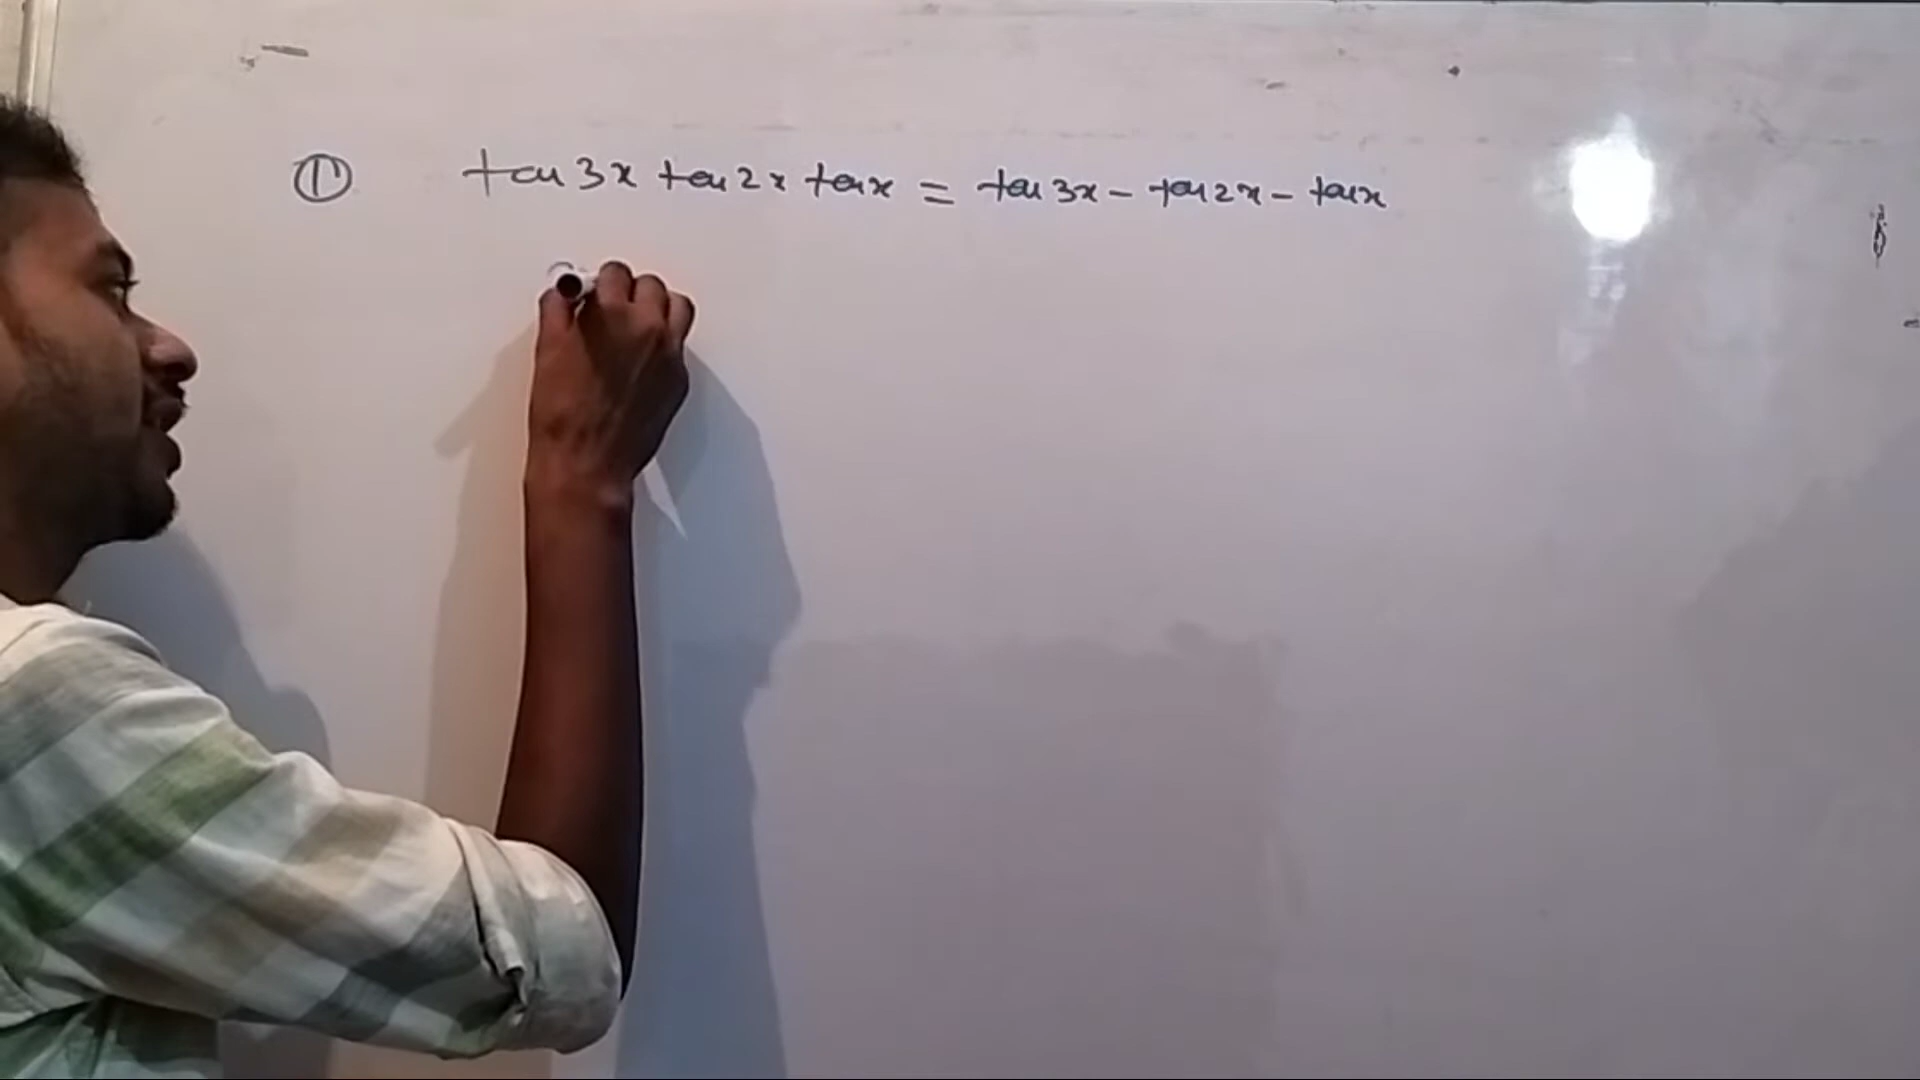 ① tan 3x tan 2x tan x = tan 3x - tan 2x - tan x